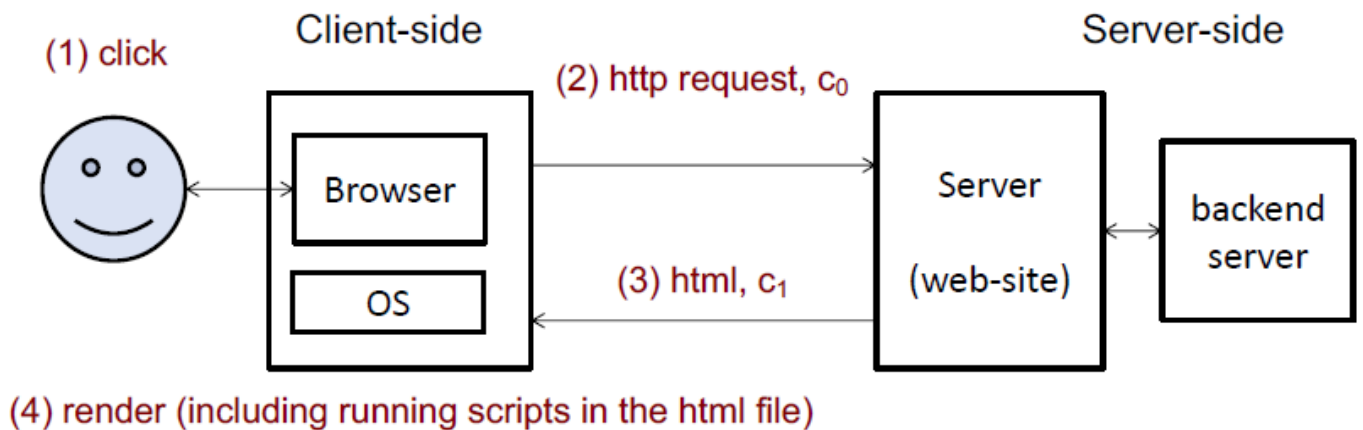 Client-side
Server-side
(1) click
(2) http request, c₀
Browser
OS
Server
(web-site)
backend
server
(3) html, c₁
(4) render (including running scripts in the html file)